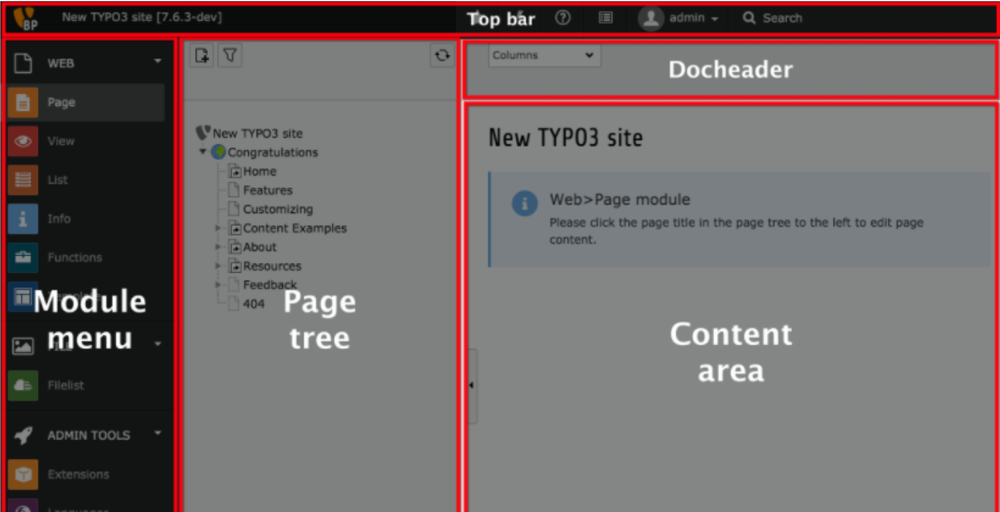 BP
New TYPO3 site [7.6.3-dev]
Top bar
admin
Search
WEB
Page
View
List
Info
Functions
Module
menu
Filelist
ADMIN TOOLS
Extensions
Languages
New TYPO3 site
Congratulations
Home
Features
Customizing
Content Examples
About
Resources
Feedback
404
Page
tree
Columns
Docheader
New TYPO3 site
Web>Page module
Please click the page title in the page tree to the left to edit page
content.
Content
area